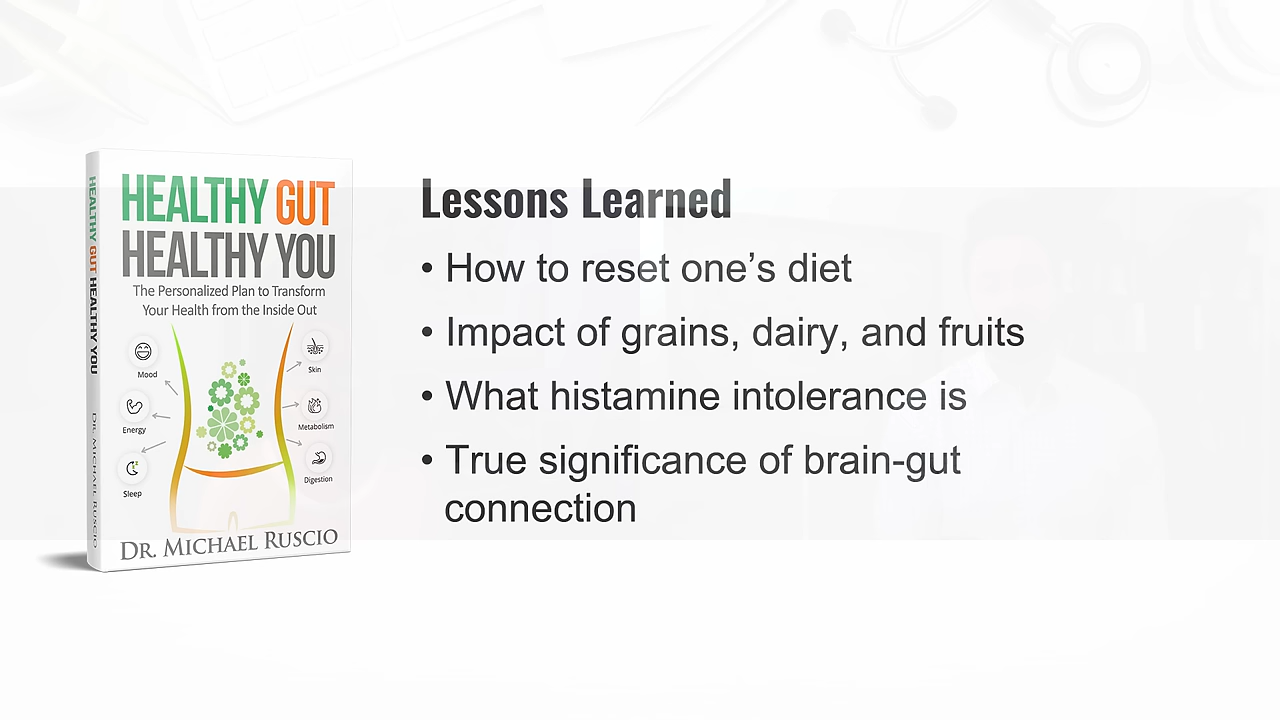 HEALTHY GUT HEALTHY YOU
DR. MICHAEL RUSCIO
HEALTHY GUT
HEALTHY YOU
The Personalized Plan to Transform
Your Health from the Inside Out
Mood
Energy
Sleep
Skin
Metabolism
Digestion
DR. MICHAEL RUSCIO
Lessons Learned
• How to reset one’s diet
• Impact of grains, dairy, and fruits
• What histamine intolerance is
• True significance of brain-gut
connection